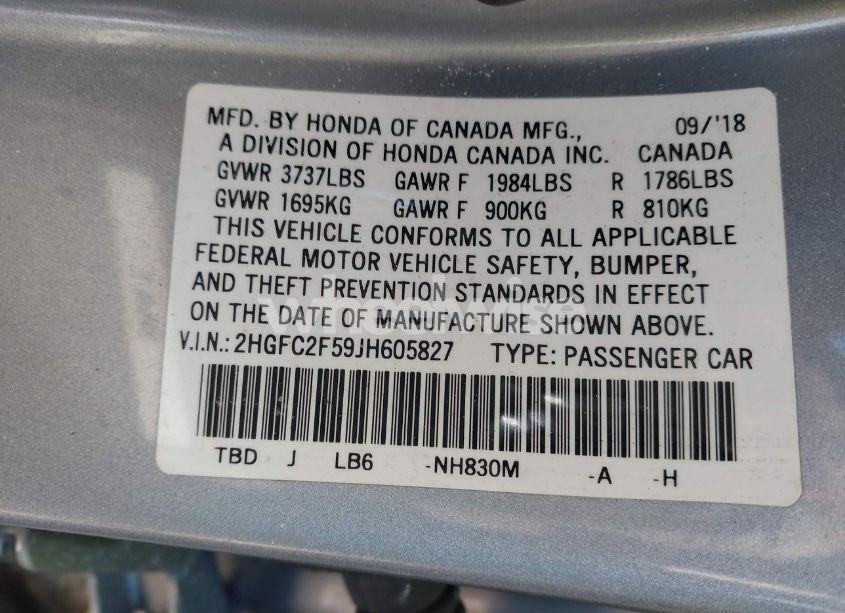 MFD. BY HONDA OF CANADA MFG., 09/'18
A DIVISION OF HONDA CANADA INC. CANADA
GVWR 3737LBS GAWR F 1984LBS R 1786LBS
GVWR 1695KG GAWR F 900KG R 810KG
THIS VEHICLE CONFORMS TO ALL APPLICABLE
FEDERAL MOTOR VEHICLE SAFETY, BUMPER,
AND THEFT PREVENTION STANDARDS IN EFFECT
ON THE DATE OF MANUFACTURE SHOWN ABOVE.
V.I.N.: 2HGFC2F59JH605827 TYPE: PASSENGER CAR
TBD J LB6 -NH830M -A -H